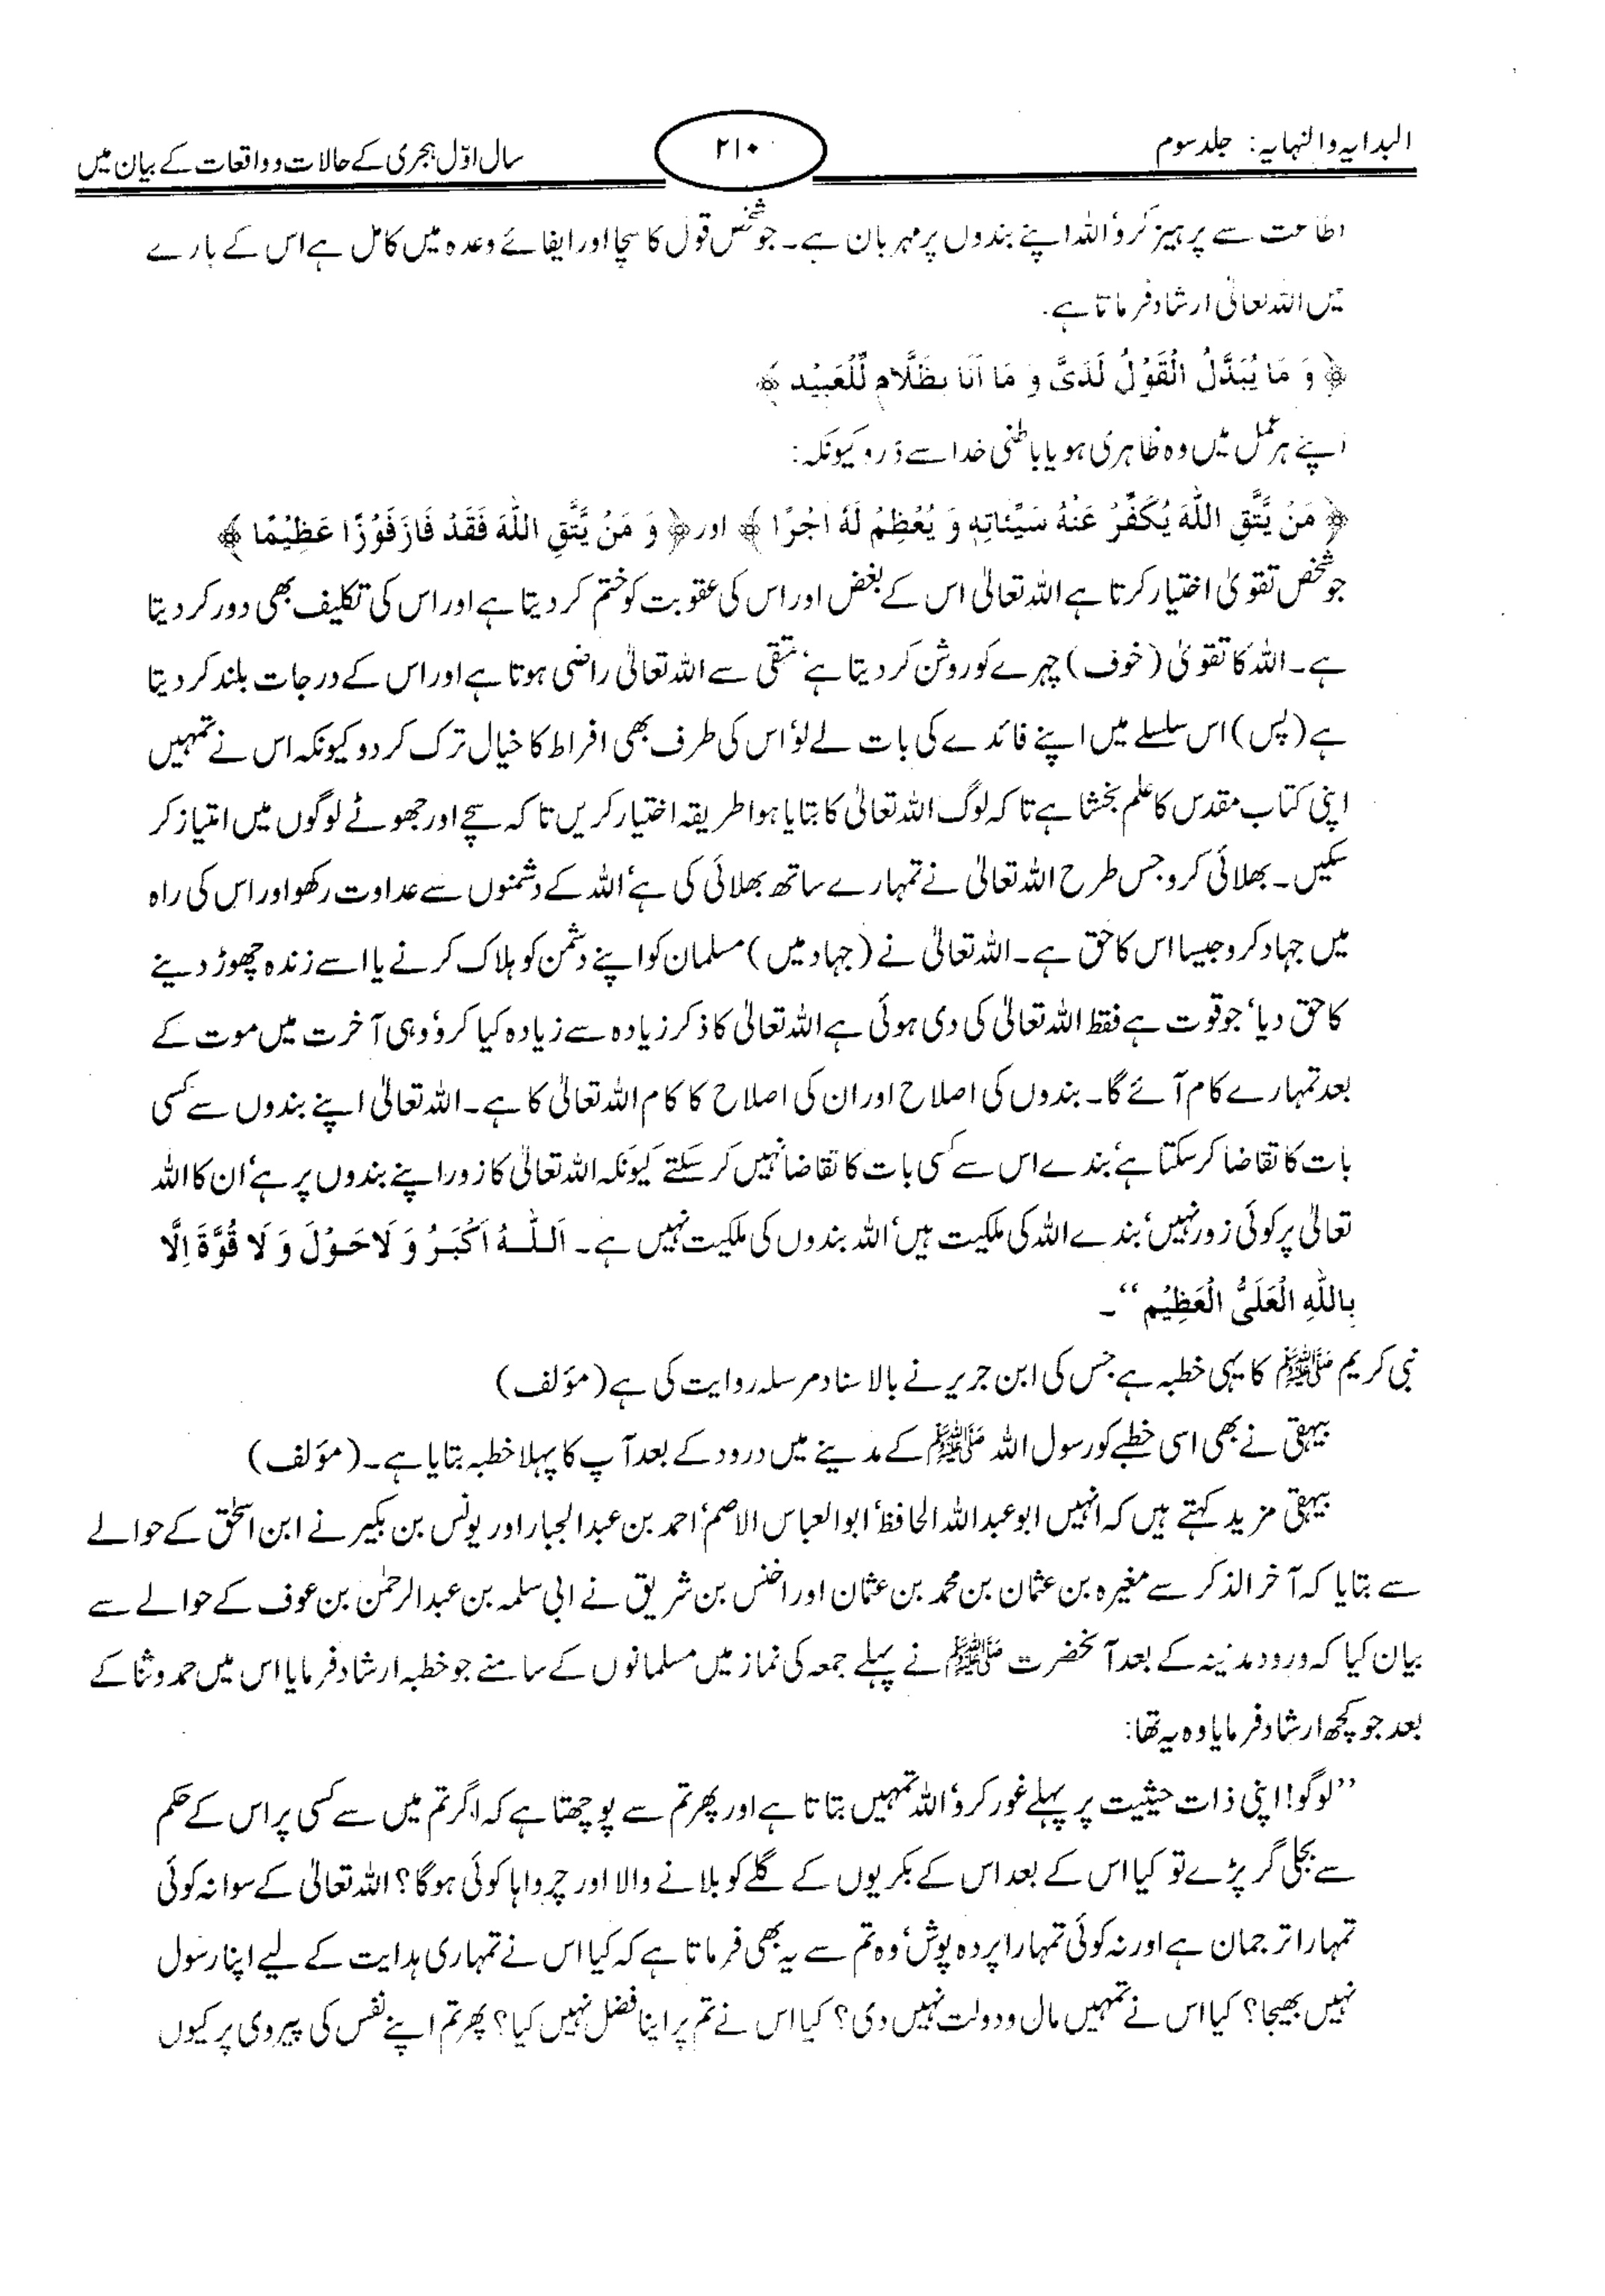 البدایہ والنہایہ: جلد سوم
۲۱۰
سال اوّل ہجری کے حالات و واقعات کے بیان میں
اطاعت سے پرہیز کرو‘ اللہ اپنے بندوں پر مہربان ہے۔ جو شخص قول کا سچا اور ایفائے وعدہ میں کامل ہے اس کے بارے
میں اللہ تعالیٰ ارشاد فرماتا ہے.
﴿ وَ مَا يُبَدَّلُ الْقَوْلُ لَدَىَّ وَ مَا اَنَا بِظَلَّامٍ لِّلْعَبِيْدِ ﴾
اپنے ہر عمل میں وہ ظاہری ہو یا باطنی خدا سے ڈرو کیونکہ:
﴿ مَنْ يَّتَّقِ اللّٰهَ يُكَفِّرْ عَنْهُ سَيِّئَاتِهٖ وَ يُعْظِمْ لَهٗ اَجْرًا ﴾ اور ﴿ وَ مَنْ يَّتَّقِ اللّٰهَ فَقَدْ فَازَ فَوْزًا عَظِيْمًا ﴾
جو شخص تقویٰ اختیار کرتا ہے اللہ تعالیٰ اس کے بغض اور اس کی عقوبت کو ختم کر دیتا ہے اور اس کی تکلیف بھی دور کر دیتا
ہے۔ اللہ کا تقویٰ (خوف) چہرے کو روشن کر دیتا ہے‘ متقی سے اللہ تعالیٰ راضی ہوتا ہے اور اس کے درجات بلند کر دیتا
ہے (پس) اس سلسلے میں اپنے فائدے کی بات لے لو‘ اس کی طرف بھی افراط کا خیال ترک کر دو کیونکہ اس نے تمہیں
اپنی کتاب مقدس کا علم بخشا ہے تا کہ لوگ اللہ تعالیٰ کا بتایا ہوا طریقہ اختیار کریں تا کہ سچے اور جھوٹے لوگوں میں امتیاز کر
سکیں۔ بھلائی کرو جس طرح اللہ تعالیٰ نے تمہارے ساتھ بھلائی کی ہے‘ اللہ کے دشمنوں سے عداوت رکھو اور اس کی راہ
میں جہاد کرو جیسا اس کا حق ہے۔ اللہ تعالیٰ نے (جہاد میں) مسلمان کو اپنے دشمن کو ہلاک کرنے یا اسے زندہ چھوڑ دینے
کا حق دیا‘ جو قوت ہے فقط اللہ تعالیٰ کی دی ہوئی ہے اللہ تعالیٰ کا ذکر زیادہ سے زیادہ کیا کرو‘ وہی آخرت میں موت کے
بعد تمہارے کام آئے گا۔ بندوں کی اصلاح اور ان کی اصلاح کا کام اللہ تعالیٰ کا ہے۔ اللہ تعالیٰ اپنے بندوں سے کسی
بات کا تقاضا کر سکتا ہے‘ بندے اس سے کسی بات کا تقاضا نہیں کر سکتے کیونکہ اللہ تعالیٰ کا زور اپنے بندوں پر ہے‘ ان کا اللہ
تعالیٰ پر کوئی زور نہیں‘ بندے اللہ کی ملکیت ہیں‘ اللہ بندوں کی ملکیت نہیں ہے۔ اَللّٰهُ اَكْبَرُ وَ لَا حَوْلَ وَ لَا قُوَّةَ اِلَّا
بِاللّٰهِ الْعَلِىِّ الْعَظِيْمِ‘‘۔
نبی کریم ﷺ کا یہی خطبہ ہے جس کی ابن جریر نے بالاسناد مرسلہ روایت کی ہے (مؤلف)
بیہقی نے بھی اسی خطبے کو رسول اللہ ﷺ کے مدینے میں درود کے بعد آپ کا پہلا خطبہ بتایا ہے۔ (مؤلف)
بیہقی مزید کہتے ہیں کہ انہیں ابو عبداللہ الحافظ‘ ابوالعباس الاصم‘ احمد بن عبدالجبار اور یونس بن بکیر نے ابن اسحٰق کے حوالے
سے بتایا کہ آخر الذکر سے مغیرہ بن عثمان بن محمد بن عثمان اور اخنس بن شریق نے ابی سلمہ بن عبدالرحمٰن بن عوف کے حوالے سے
بیان کیا کہ ورود مدینہ کے بعد آنحضرت ﷺ نے پہلے جمعہ کی نماز میں مسلمانوں کے سامنے جو خطبہ ارشاد فرمایا اس میں حمد و ثنا کے
بعد جو کچھ ارشاد فرمایا وہ یہ تھا:
’’لوگو! اپنی ذات حیثیت پر پہلے غور کرو‘ اللہ تمہیں بتاتا ہے اور پھر تم سے پوچھتا ہے کہ اگر تم میں سے کسی پر اس کے حکم
سے بجلی گر پڑے تو کیا اس کے بعد اس کے بکریوں کے گلے کو بلانے والا اور چرواہا کوئی ہوگا؟ اللہ تعالیٰ کے سوا نہ کوئی
تمہارا ترجمان ہے اور نہ کوئی تمہارا پردہ پوش‘ وہ تم سے یہ بھی فرماتا ہے کہ کیا اس نے تمہاری ہدایت کے لیے اپنا رسول
نہیں بھیجا؟ کیا اس نے تمہیں مال و دولت نہیں دی؟ کیا اس نے تم پر اپنا فضل نہیں کیا؟ پھر تم اپنے نفس کی پیروی پر کیوں